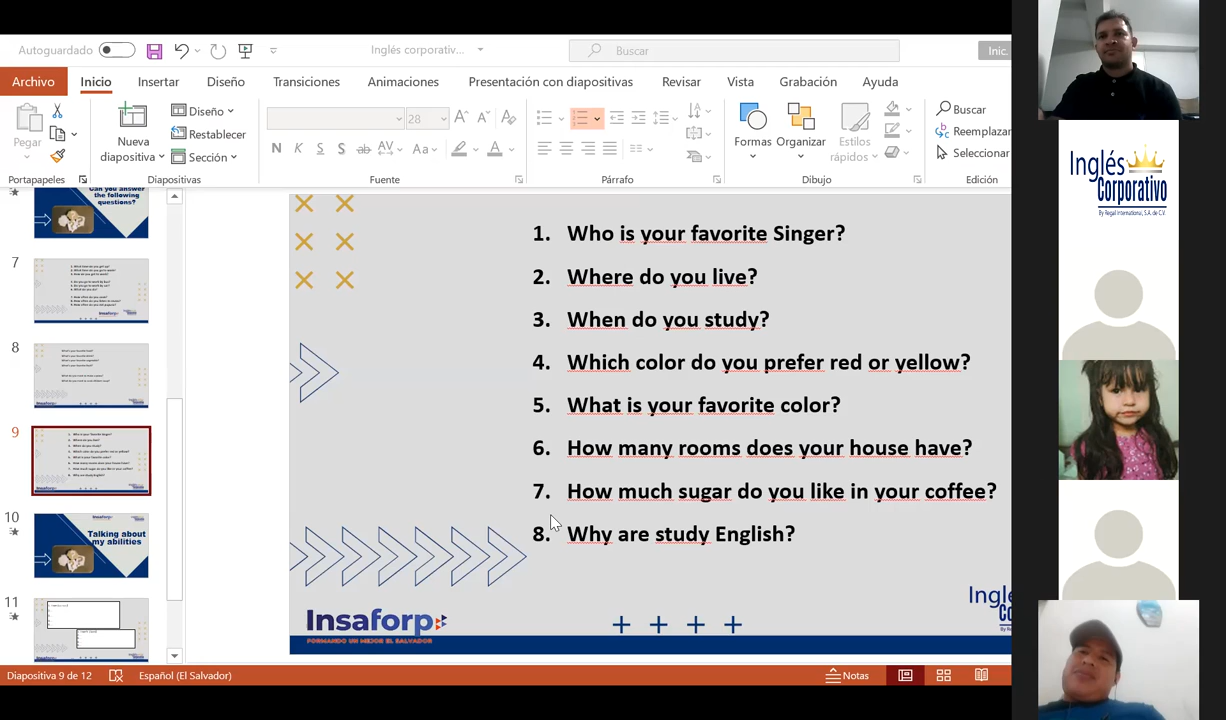 Autoguardado
Inglés corporativ...
Buscar
Inic.
Archivo
Inicio
Insertar
Diseño
Transiciones
Animaciones
Presentación con diapositivas
Revisar
Vista
Grabación
Ayuda
Pegar
Nueva
diapositiva
Diseño
Restablecer
Sección
28
N K S S ab AV Aa A
Formas
Organizar
Estilos
rápidos
Buscar
Reemplazar
Seleccionar
Portapapeles
Diapositivas
Fuente
Párrafo
Dibujo
Edición
Can you answer
the following
questions?
7
8
9
10
Talking about
my abilities
11
1. Who is your favorite Singer?
2. Where do you live?
3. When do you study?
4. Which color do you prefer red or yellow?
5. What is your favorite color?
6. How many rooms does your house have?
7. How much sugar do you like in your coffee?
8. Why are study English?
Insaforp
FORMANDO UN MEJOR EL SALVADOR
Inglés
Corporativo
By Regal International, S.A. de C.V.
Diapositiva 9 de 12
Español (El Salvador)
Notas